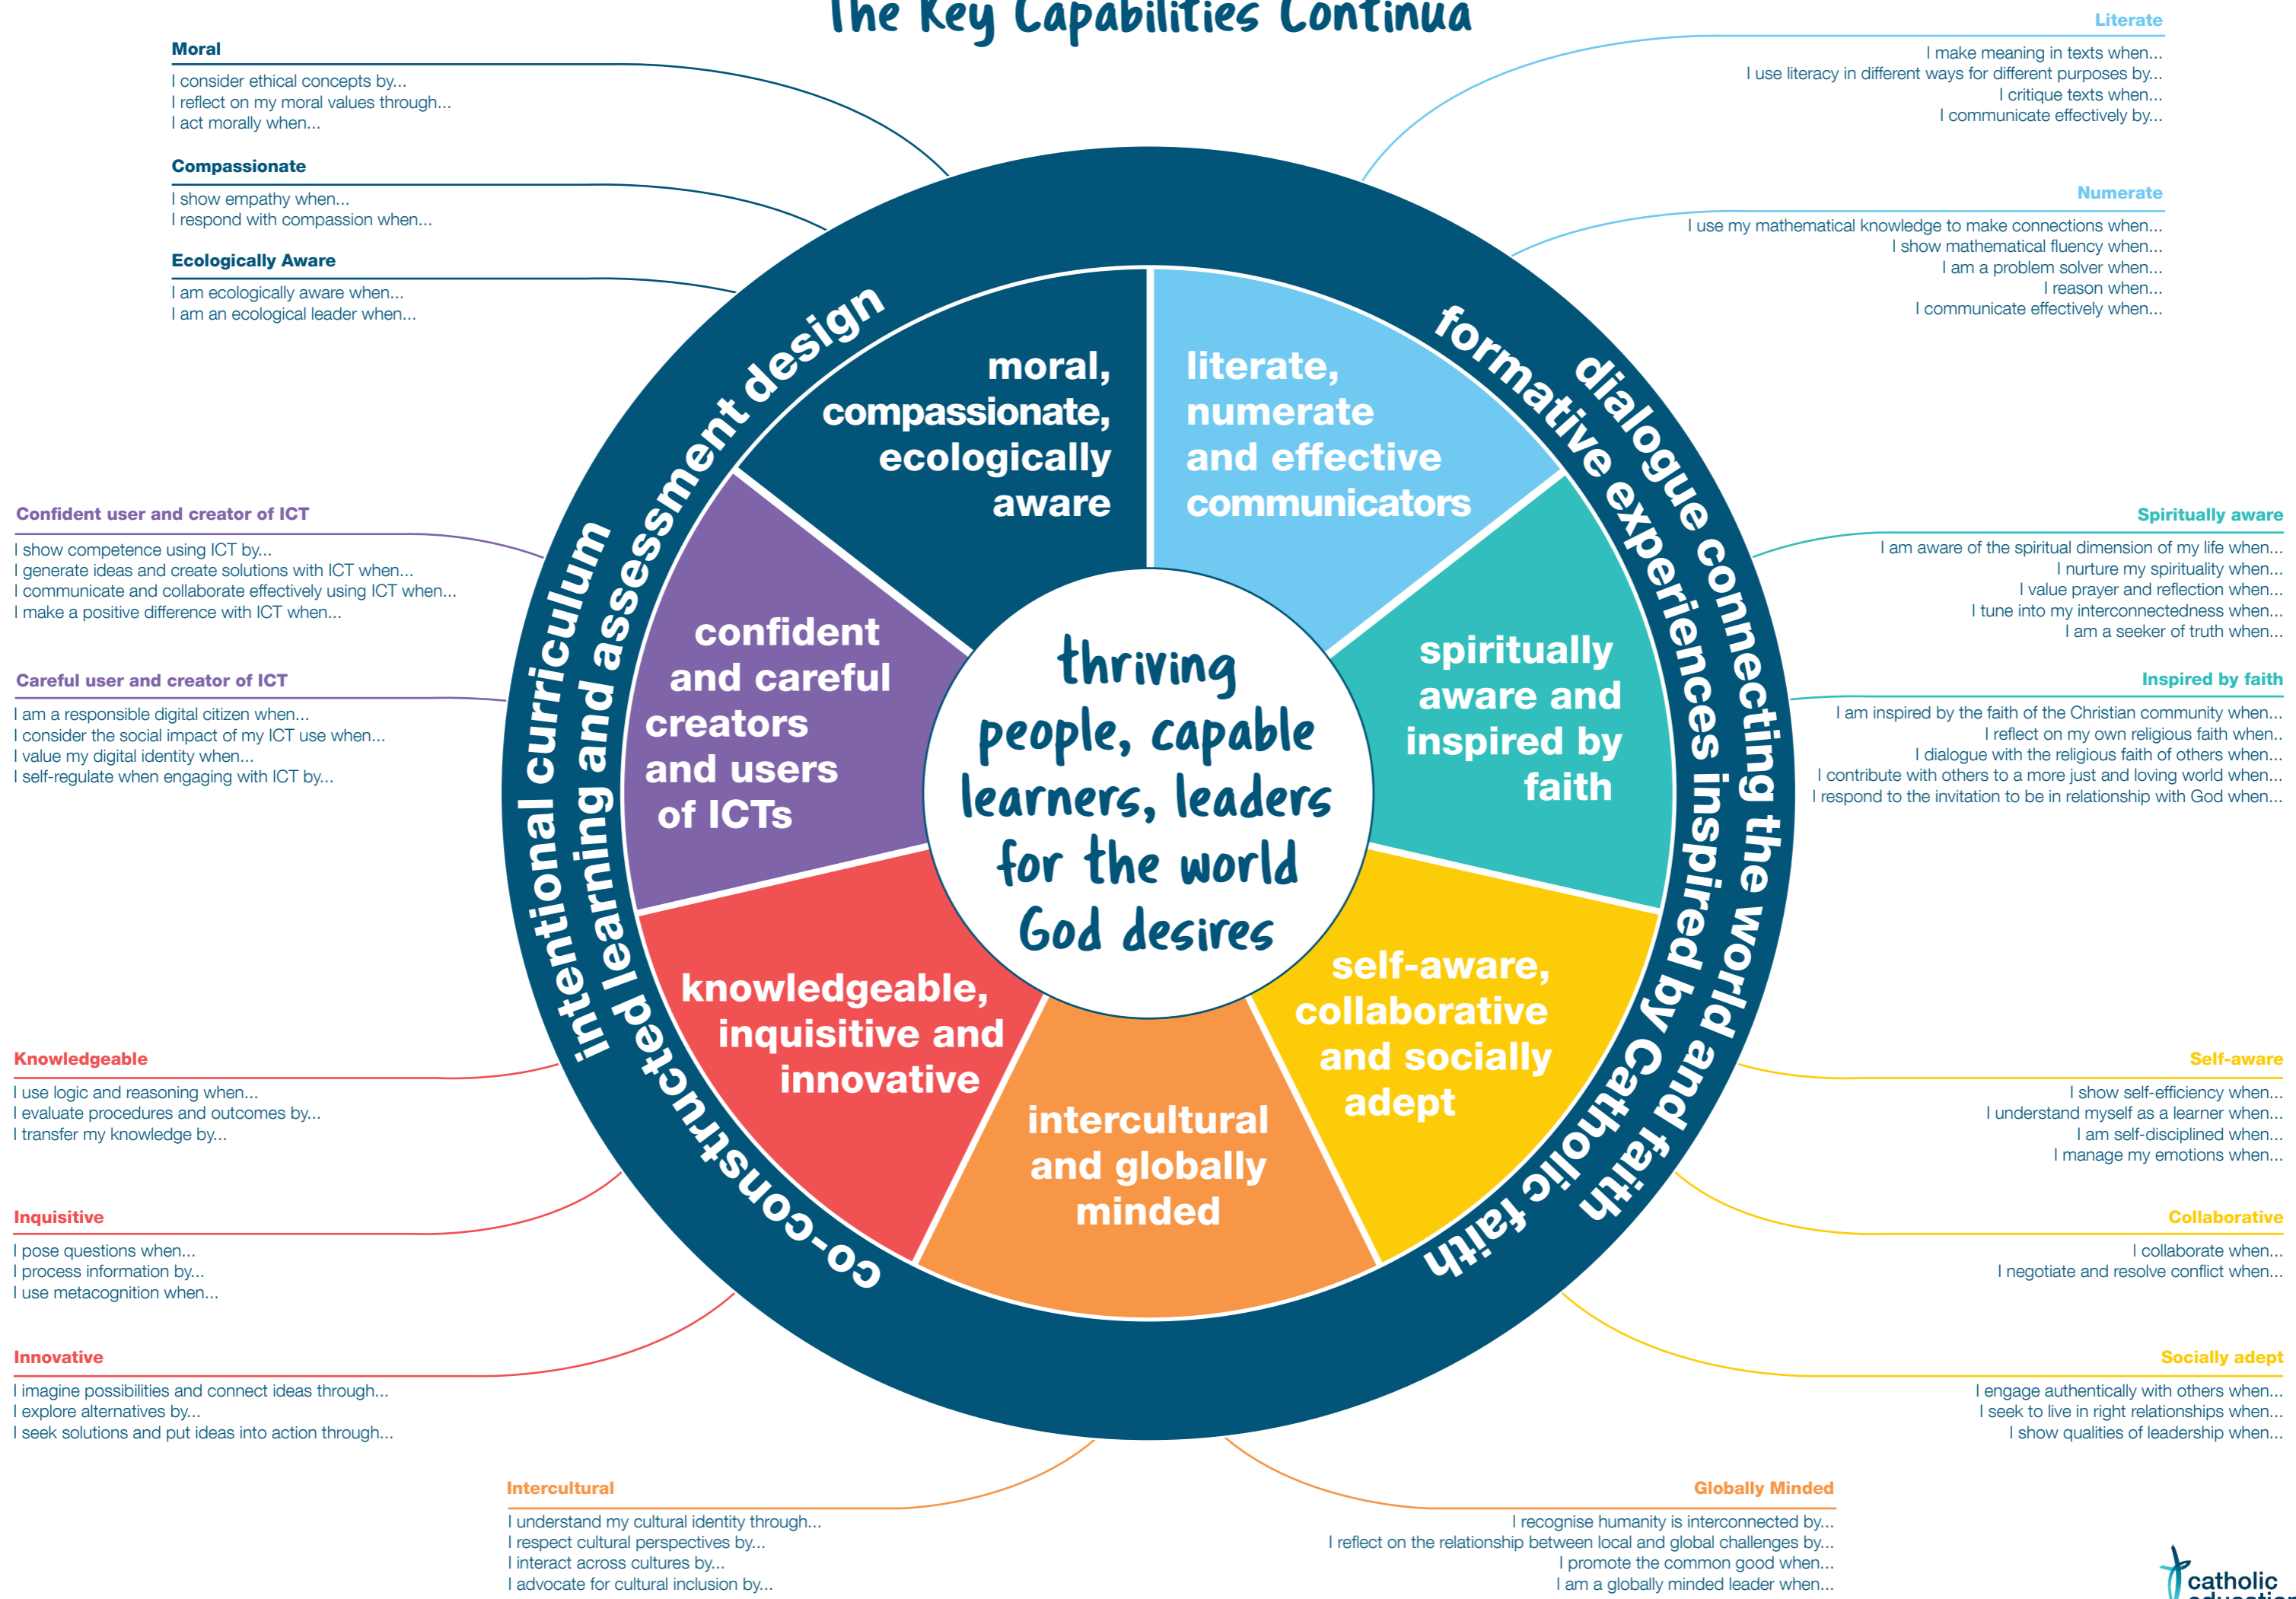 The Key Capabilities Continua
Moral
I consider ethical concepts by...
I reflect on my moral values through...
I act morally when...
Compassionate
I show empathy when...
I respond with compassion when...
Ecologically Aware
I am ecologically aware when...
I am an ecological leader when...
Literate
I make meaning in texts when...
I use literacy in different ways for different purposes by...
I critique texts when...
I communicate effectively by...
Numerate
I use my mathematical knowledge to make connections when...
I show mathematical fluency when...
I am a problem solver when...
I reason when...
I communicate effectively when...
Confident user and creator of ICT
I show competence using ICT by...
I generate ideas and create solutions with ICT when...
I communicate and collaborate effectively using ICT when...
I make a positive difference with ICT when...
Careful user and creator of ICT
I am a responsible digital citizen when...
I consider the social impact of my ICT use when...
I value my digital identity when...
I self-regulate when engaging with ICT by...
Spiritually aware
I am aware of the spiritual dimension of my life when...
I nurture my spirituality when...
I value prayer and reflection when...
I tune into my interconnectedness when...
I am a seeker of truth when...
Inspired by faith
I am inspired by the faith of the Christian community when...
I reflect on my own religious faith when..
I dialogue with the religious faith of others when...
I contribute with others to a more just and loving world when...
I respond to the invitation to be in relationship with God when...
intentional curriculum
co-constructed learning and assessment design
dialogue connecting the world and faith
formative experiences inspired by Catholic faith
moral,
compassionate,
ecologically
aware
literate,
numerate
and effective
communicators
confident
and careful
creators
and users
of ICTs
spiritually
aware and
inspired by
faith
thriving
people, capable
learners, leaders
for the world
God desires
knowledgeable,
inquisitive and
innovative
intercultural
and globally
minded
self-aware,
collaborative
and socially
adept
Knowledgeable
I use logic and reasoning when...
I evaluate procedures and outcomes by...
I transfer my knowledge by...
Inquisitive
I pose questions when...
I process information by...
I use metacognition when...
Innovative
I imagine possibilities and connect ideas through...
I explore alternatives by...
I seek solutions and put ideas into action through...
Self-aware
I show self-efficiency when...
I understand myself as a learner when...
I am self-disciplined when...
I manage my emotions when...
Collaborative
I collaborate when...
I negotiate and resolve conflict when...
Socially adept
I engage authentically with others when...
I seek to live in right relationships when...
I show qualities of leadership when...
Intercultural
I understand my cultural identity through...
I respect cultural perspectives by...
I interact across cultures by...
I advocate for cultural inclusion by...
Globally Minded
I recognise humanity is interconnected by...
I reflect on the relationship between local and global challenges by...
I promote the common good when...
I am a globally minded leader when...
catholic
education